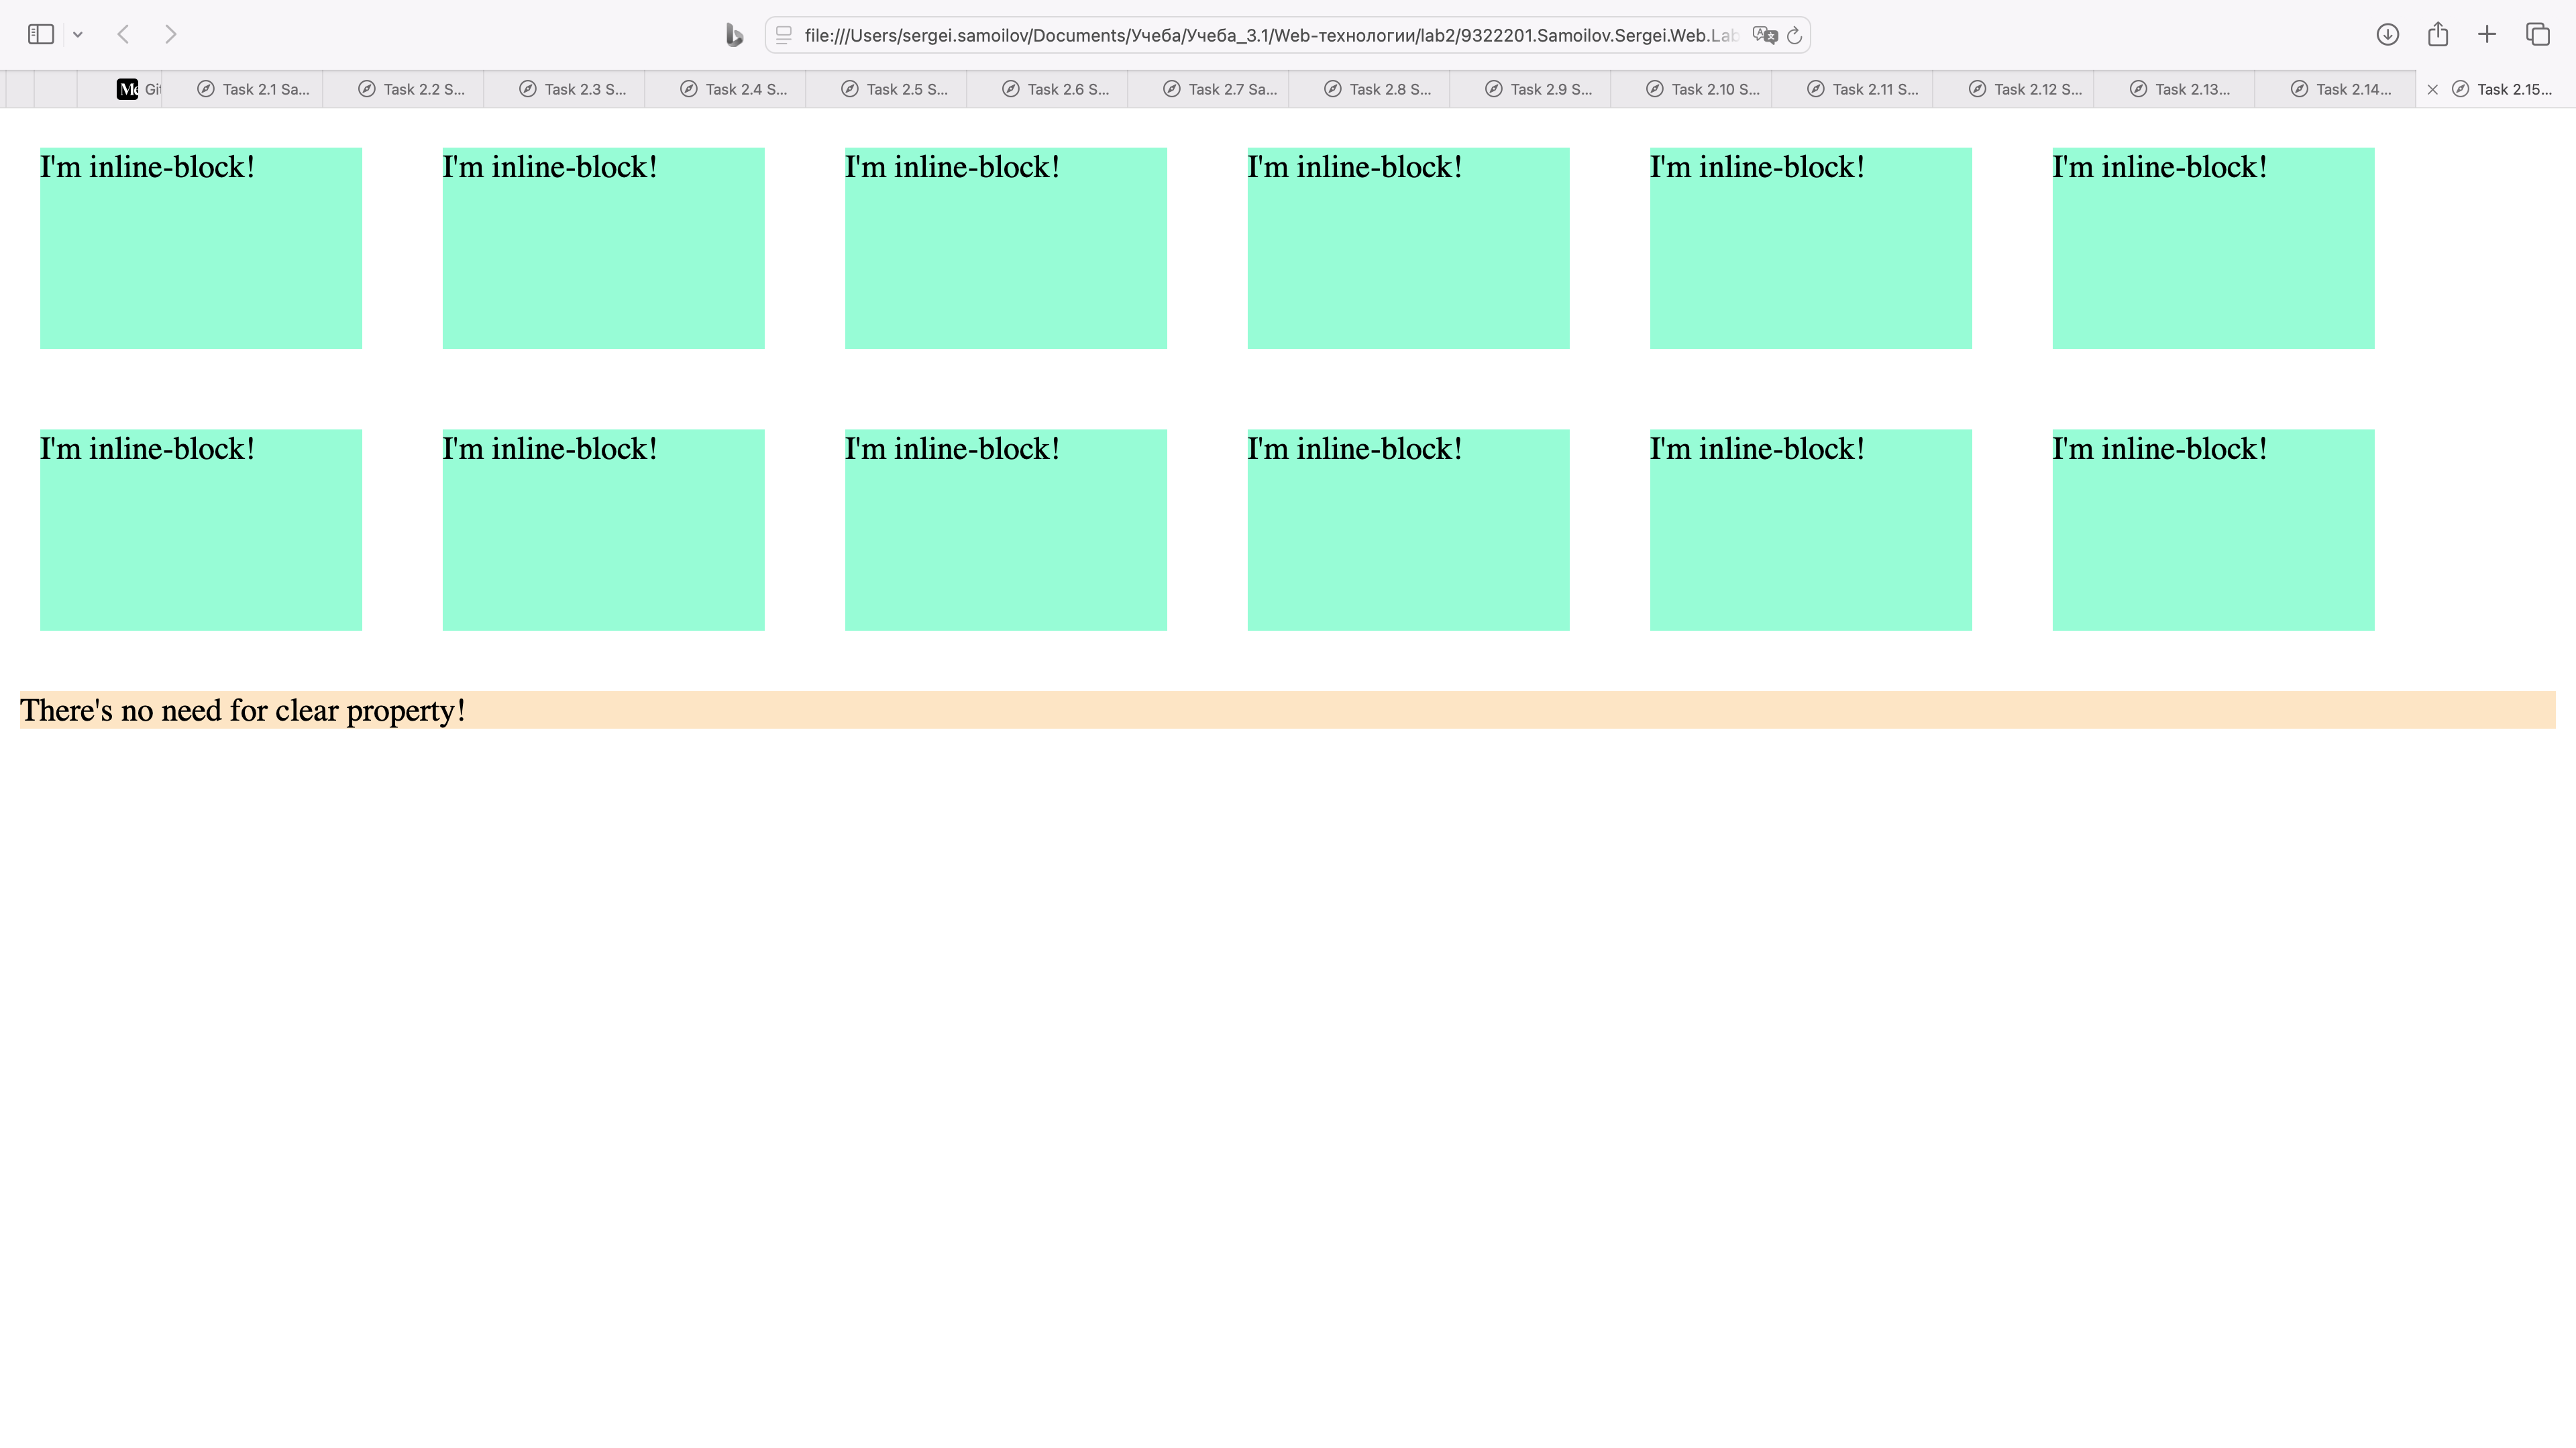 file:///Users/sergei.samoilov/Documents/Учеба/Учеба_3.1/Web-технологии/lab2/9322201.Samoilov.Sergei.Web.Lab
Me Git Task 2.1 Sa... Task 2.2 S... Task 2.3 S... Task 2.4 S... Task 2.5 S... Task 2.6 S... Task 2.7 Sa... Task 2.8 S... Task 2.9 S... Task 2.10 S... Task 2.11 S... Task 2.12 S... Task 2.13... Task 2.14... Task 2.15...
I'm inline-block! I'm inline-block! I'm inline-block! I'm inline-block! I'm inline-block! I'm inline-block!
I'm inline-block! I'm inline-block! I'm inline-block! I'm inline-block! I'm inline-block! I'm inline-block!
There's no need for clear property!